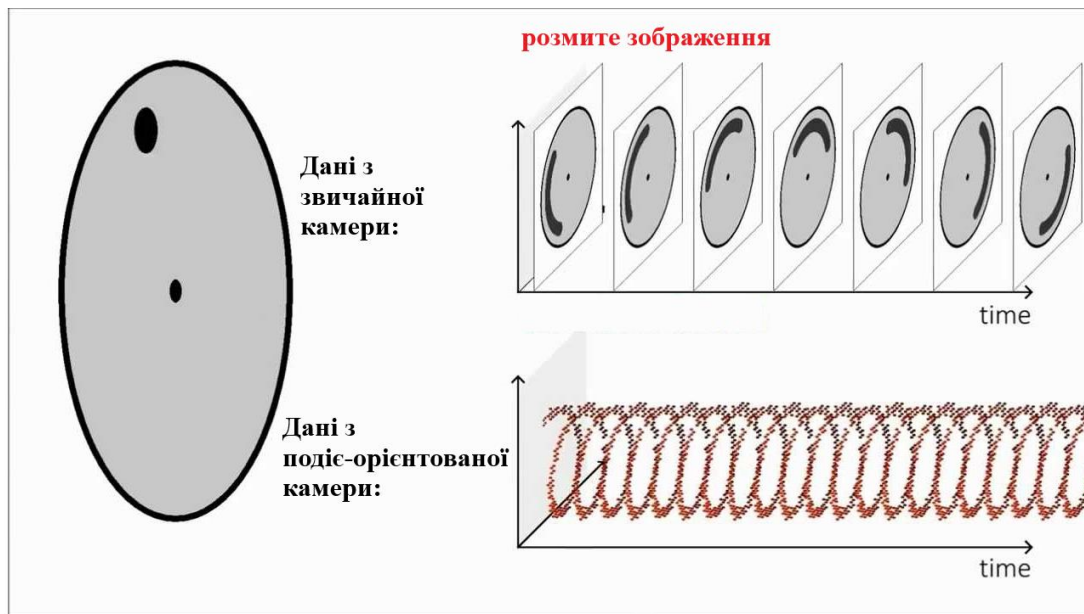 розмите зображення
Дані з
звичайної
камери:
time
Дані з
подіє-орієнтованої
камери:
time